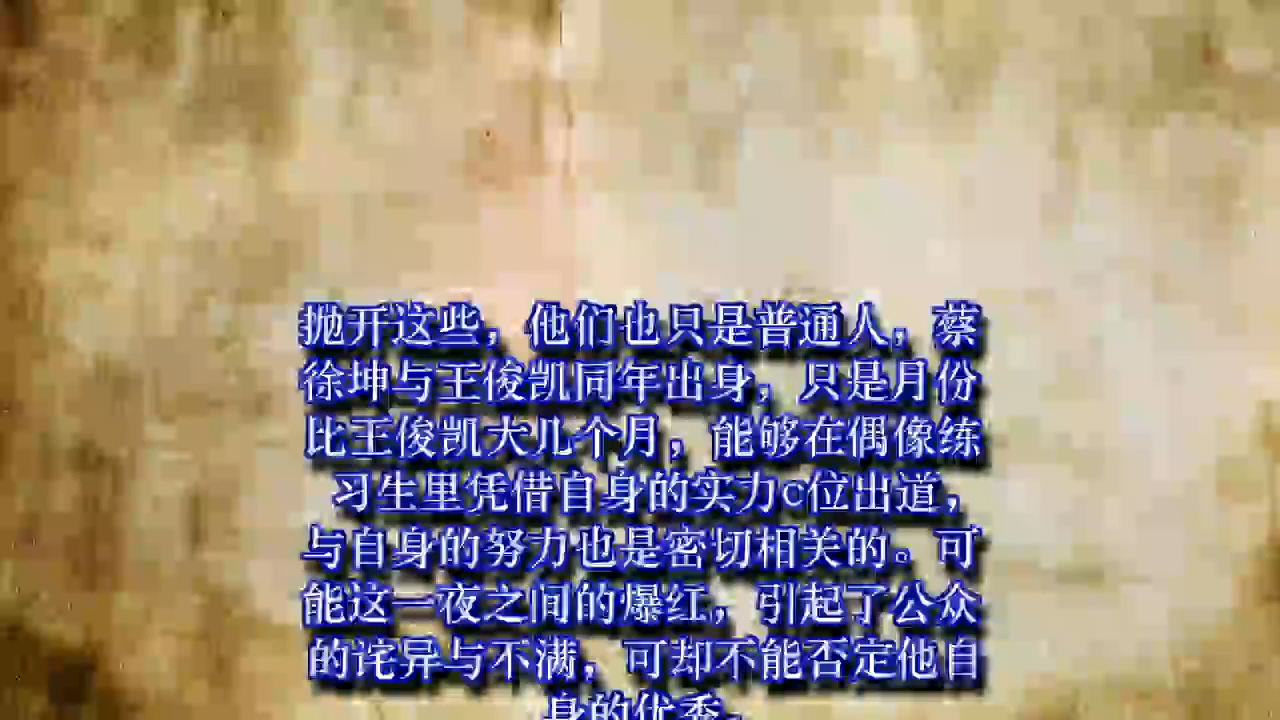 抛开这些，他们也只是普通人，蔡
徐坤与王俊凯同年出身，只是月份
比王俊凯大几个月，能够在偶像练
习生里凭借自身的实力c位出道，
与自身的努力也是密切相关的。可
能这一夜之间的爆红，引起了公众
的诧异与不满，可却不能否定他自
身的优秀。